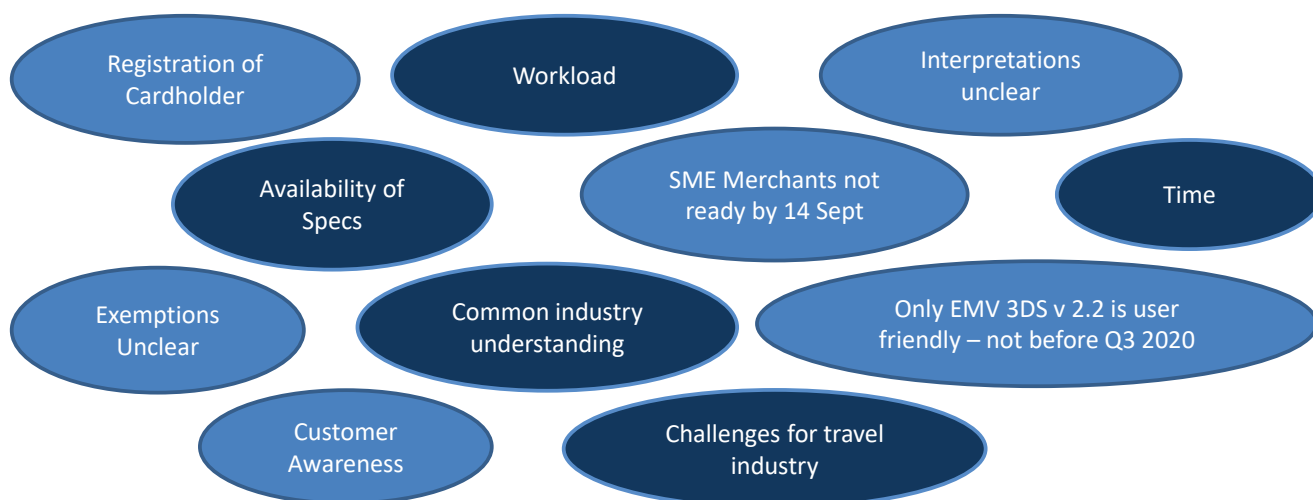 Registration of
Cardholder
Workload
Interpretations
unclear
Availability of
Specs
SME Merchants not
ready by 14 Sept
Time
Exemptions
Unclear
Common industry
understanding
Only EMV 3DS v 2.2 is user
friendly – not before Q3 2020
Customer
Awareness
Challenges for travel
industry